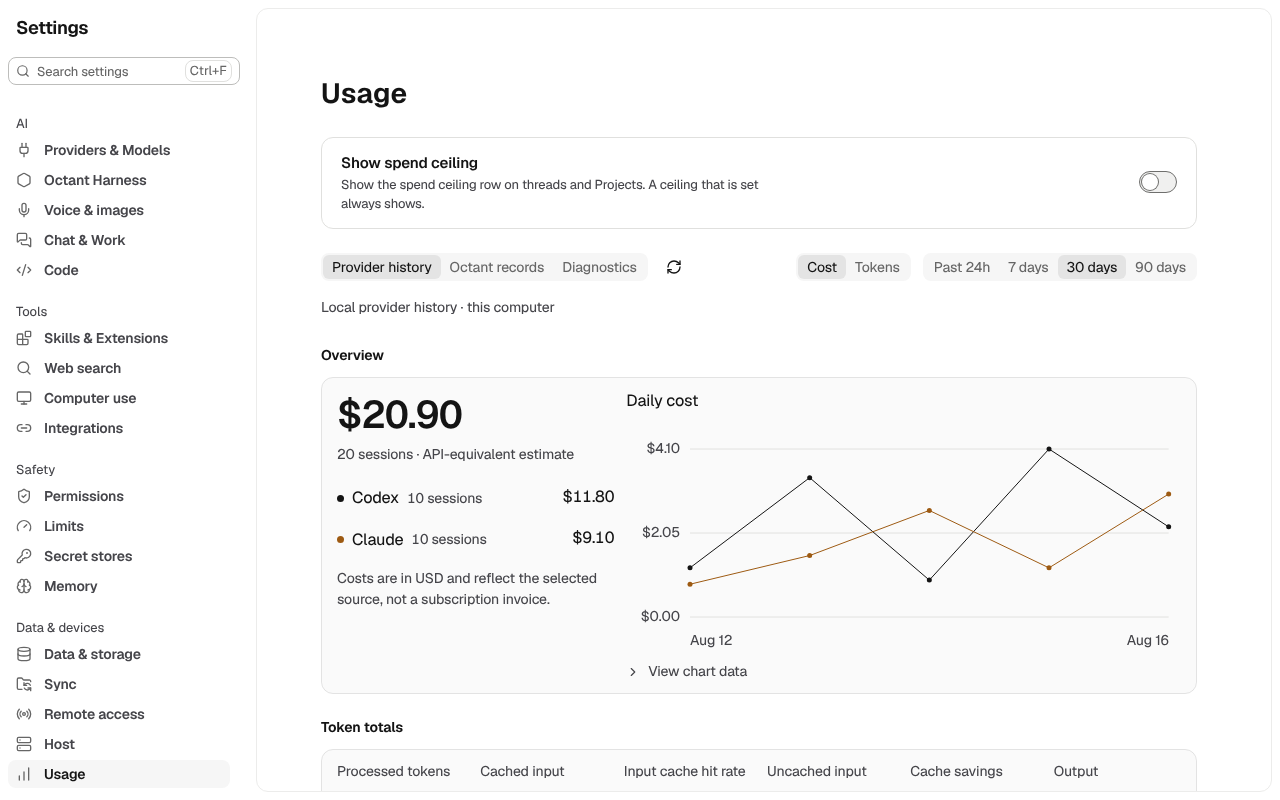 Settings
Search settings
Ctrl+F
AI
Providers & Models
Octant Harness
Voice & images
Chat & Work
Code
Tools
Skills & Extensions
Web search
Computer use
Integrations
Safety
Permissions
Limits
Secret stores
Memory
Data & devices
Data & storage
Sync
Remote access
Host
Usage
Usage
Show spend ceiling
Show the spend ceiling row on threads and Projects. A ceiling that is set
always shows.
Provider history Octant records Diagnostics
Cost Tokens
Past 24h 7 days 30 days 90 days
Local provider history · this computer
Overview
$20.90
20 sessions · API-equivalent estimate
Codex 10 sessions $11.80
Claude 10 sessions $9.10
Costs are in USD and reflect the selected
source, not a subscription invoice.
Daily cost
$4.10
$2.05
$0.00
Aug 12 Aug 16
View chart data
Token totals
Processed tokens Cached input Input cache hit rate Uncached input Cache savings Output